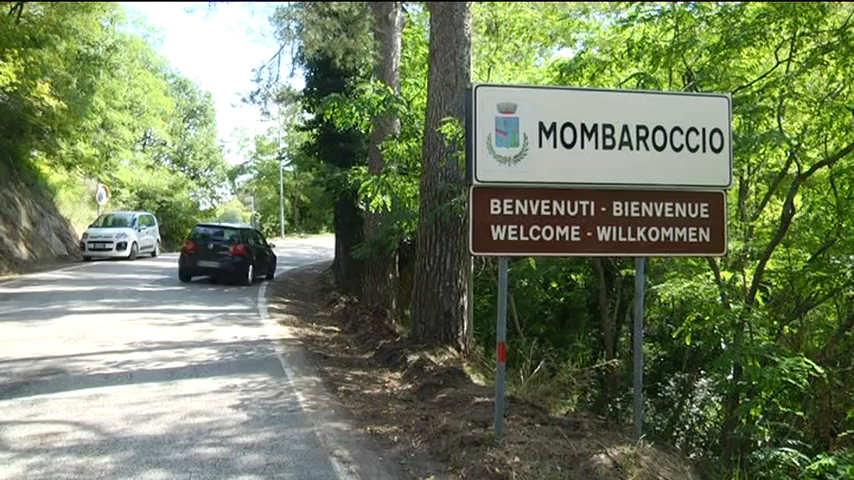 MOMBAROCCIO
BENVENUTI - BIENVENUE
WELCOME - WILLKOMMEN